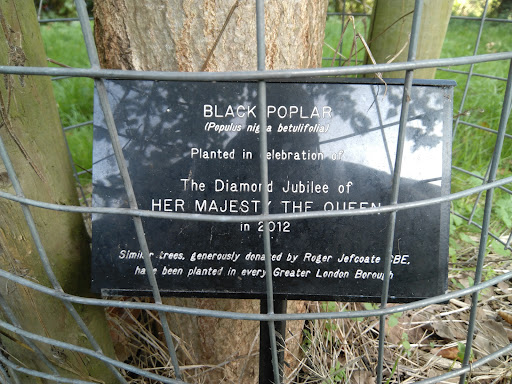 BLACK POPLAR
(Populus nigra betulifolia)
Planted in celebration of
The Diamond Jubilee of
HER MAJESTY THE QUEEN
in 2012
Similar trees, generously donated by Roger Jefcoate CBE,
have been planted in every Greater London Borough